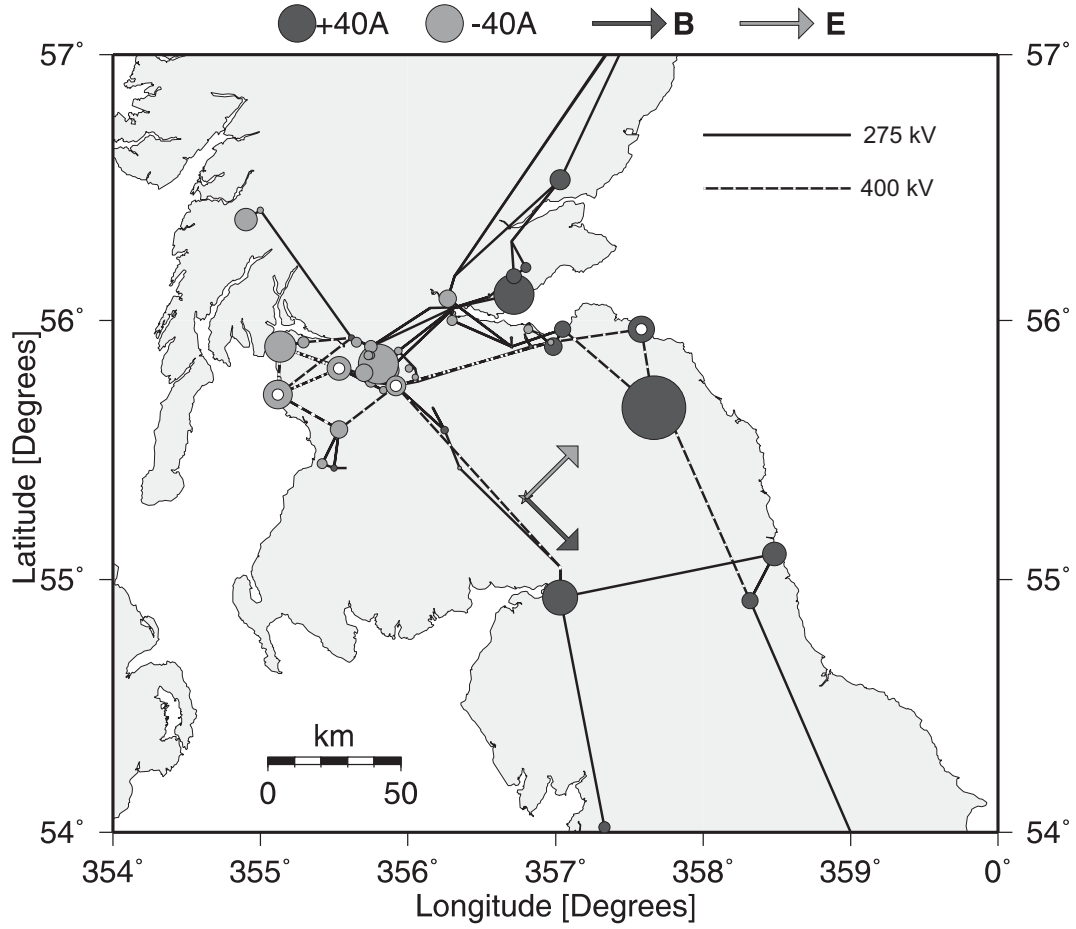 +40A -40A B E
57° 57°
275 kV
400 kV
56° 56°
55° 55°
54° 54°
Latitude [Degrees]
km
0 50
354° 355° 356° 357° 358° 359° 0°
Longitude [Degrees]